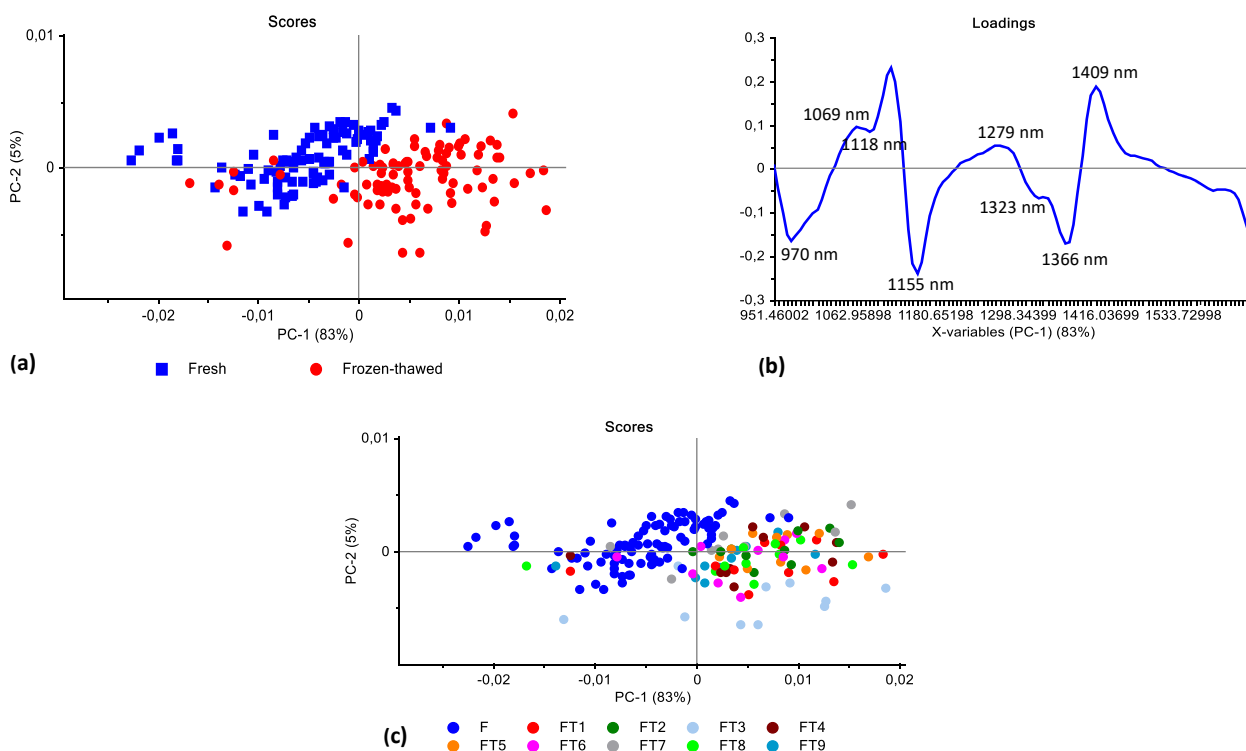 Scores
0,01
0
PC-2 (5%)
-0,02
-0,01
0
0,01
0,02
PC-1 (83%)
(a)
Fresh
Frozen-thawed
Loadings
0,3
0,2
0,1
0
-0,1
-0,2
-0,3
1069 nm
1118 nm
1279 nm
1409 nm
970 nm
1155 nm
1323 nm
1366 nm
951.46002 1062.95898 1180.65198 1298.34399 1416.03699 1533.72998
X-variables (PC-1) (83%)
(b)
Scores
0,01
0
PC-2 (5%)
-0,02
-0,01
0
0,01
0,02
PC-1 (83%)
(c)
F FT1 FT2 FT3 FT4
FT5 FT6 FT7 FT8 FT9